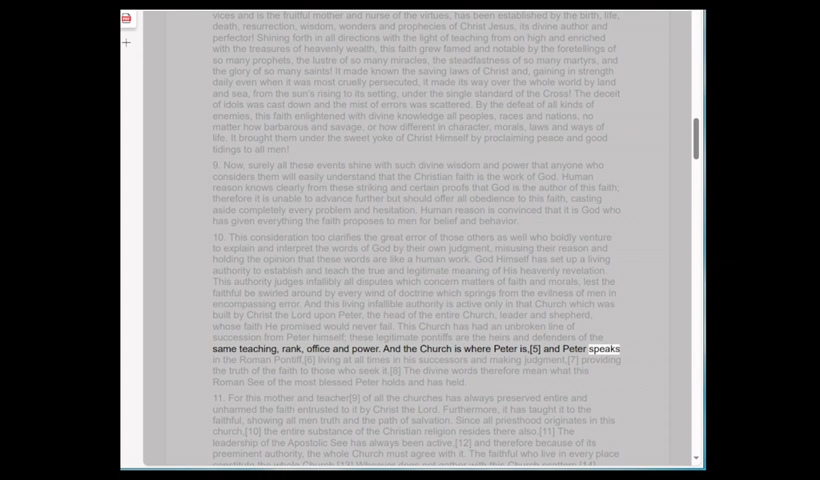 vices and is the fruitful mother and nurse of the virtues, has been established by the birth, life,
death, resurrection, wisdom, wonders and prophecies of Christ Jesus, its divine author and
perfector! Shining forth in all directions with the light of teaching from on high and enriched
with the treasures of heavenly wealth, this faith grew famed and notable by the foretellings of
so many prophets, the lustre of so many miracles, the steadfastness of so many martyrs, and
the glory of so many saints! It made known the saving laws of Christ and, gaining in strength
daily even when it was most cruelly persecuted, it made its way over the whole world by land
and sea, from the sun's rising to its setting, under the single standard of the Cross! The deceit
of idols was cast down and the mist of errors was scattered. By the defeat of all kinds of
enemies, this faith enlightened with divine knowledge all peoples, races and nations, no
matter how barbarous and savage, or how different in character, morals, laws and ways of
life. It brought them under the sweet yoke of Christ Himself by proclaiming peace and good
tidings to all men!
9. Now, surely all these events shine with such divine wisdom and power that anyone who
considers them will easily understand that the Christian faith is the work of God. Human
reason knows clearly from these striking and certain proofs that God is the author of this faith;
therefore it is unable to advance further but should offer all obedience to this faith, casting
aside completely every problem and hesitation. Human reason is convinced that it is God who
has given everything the faith proposes to men for belief and behavior.
10. This consideration too clarifies the great error of those others as well who boldly venture
to explain and interpret the words of God by their own judgment, misusing their reason and
holding the opinion that these words are like a human work. God Himself has set up a living
authority to establish and teach the true and legitimate meaning of His heavenly revelation.
This authority judges infallibly all disputes which concern matters of faith and morals, lest the
faithful be swirled around by every wind of doctrine which springs from the evilness of men in
encompassing error. And this living infallible authority is active only in that Church which was
built by Christ the Lord upon Peter, the head of the entire Church, leader and shepherd,
whose faith He promised would never fail. This Church has had an unbroken line of
succession from Peter himself; these legitimate pontiffs are the heirs and defenders of the
same teaching, rank, office and power. And the Church is where Peter is,[5] and Peter speaks
in the Roman Pontiff,[6] living at all times in his successors and making judgment,[7] providing
the truth of the faith to those who seek it.[8] The divine words therefore mean what this
Roman See of the most blessed Peter holds and has held.
11. For this mother and teacher[9] of all the churches has always preserved entire and
unharmed the faith entrusted to it by Christ the Lord. Furthermore, it has taught it to the
faithful, showing all men truth and the path of salvation. Since all priesthood originates in this
church,[10] the entire substance of the Christian religion resides there also.[11] The
leadership of the Apostolic See has always been active,[12] and therefore because of its
preeminent authority, the whole Church must agree with it. The faithful who live in every place
constitute the whole Church.[13] Whoever does not gather with this Church scatters.[14]